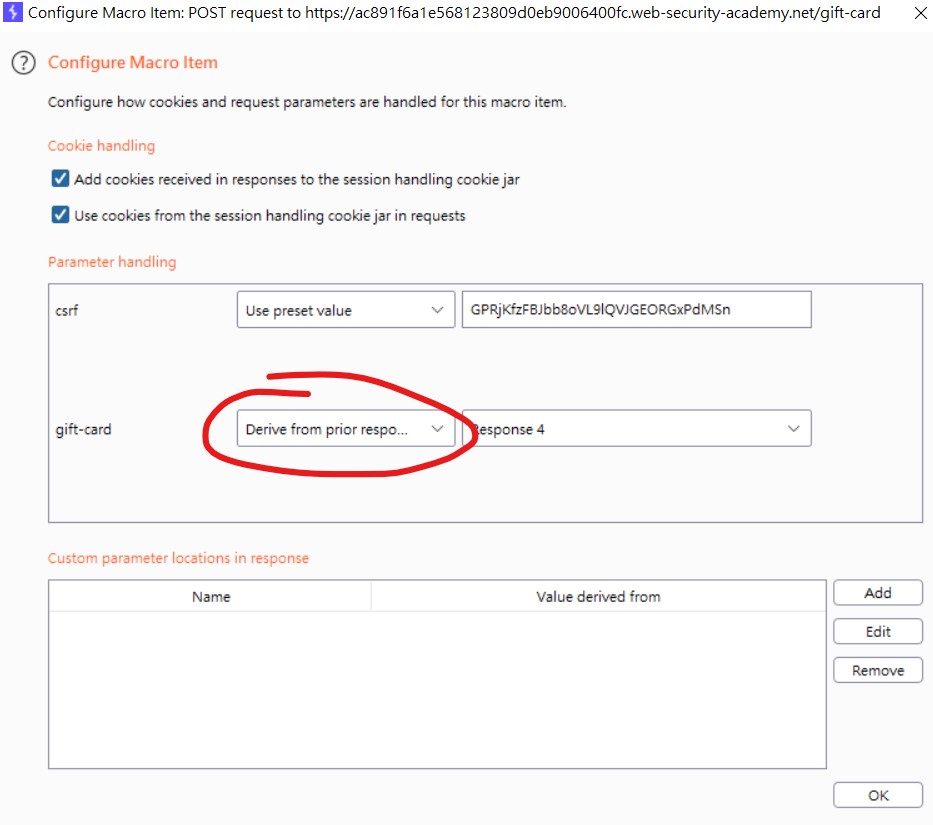 Configure Macro Item: POST request to https://ac891f6a1e568123809d0eb9006400fc.web-security-academy.net/gift-card
? Configure Macro Item
Configure how cookies and request parameters are handled for this macro item.
Cookie handling
Add cookies received in responses to the session handling cookie jar
Use cookies from the session handling cookie jar in requests
Parameter handling
csrf Use preset value GPRjKfzFBJbb8oVL9lQVJGEORGxPdMSn
gift-card Derive from prior respo... Response 4
Custom parameter locations in response
Name Value derived from
Add
Edit
Remove
OK